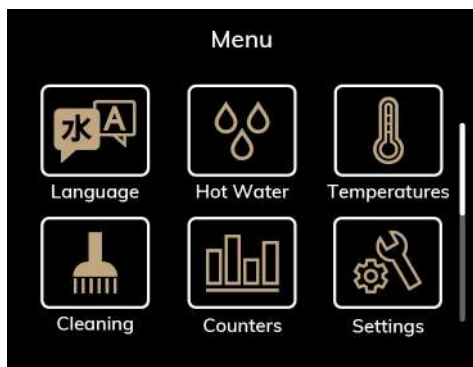 Menu
水 A
Language Hot Water Temperatures
Cleaning Counters Settings